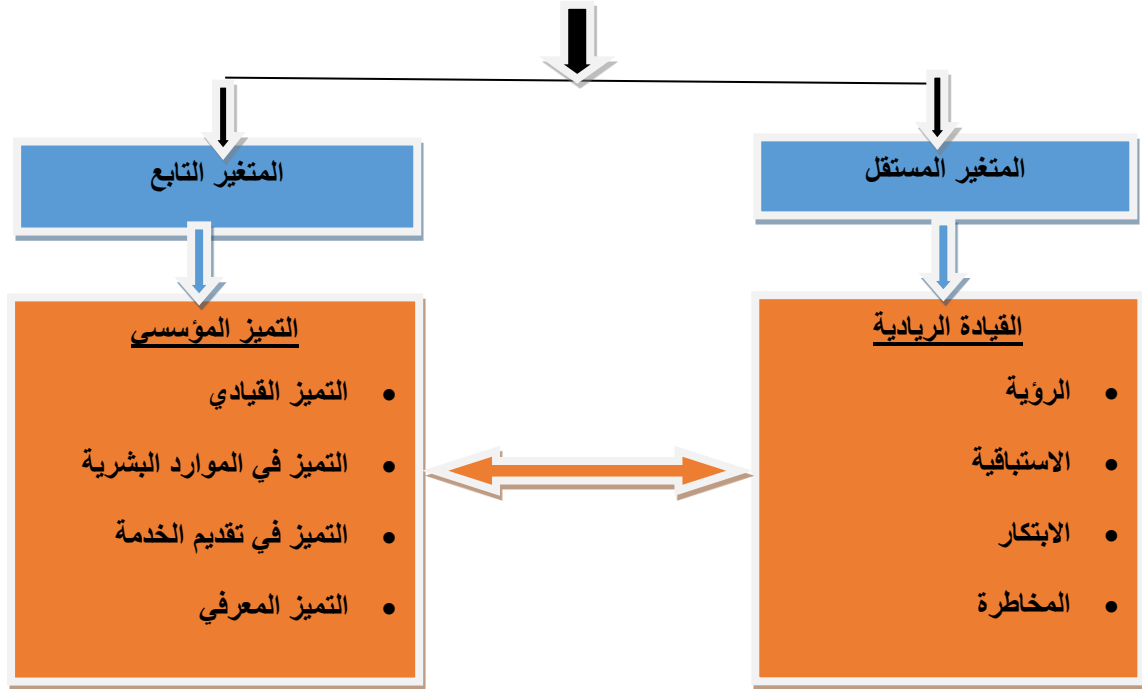 المتغير المستقل
القيادة الريادية
• الرؤية
• الاستباقية
• الابتكار
• المخاطرة
المتغير التابع
التميز المؤسسي
• التميز القيادي
• التميز في الموارد البشرية
• التميز في تقديم الخدمة
• التميز المعرفي